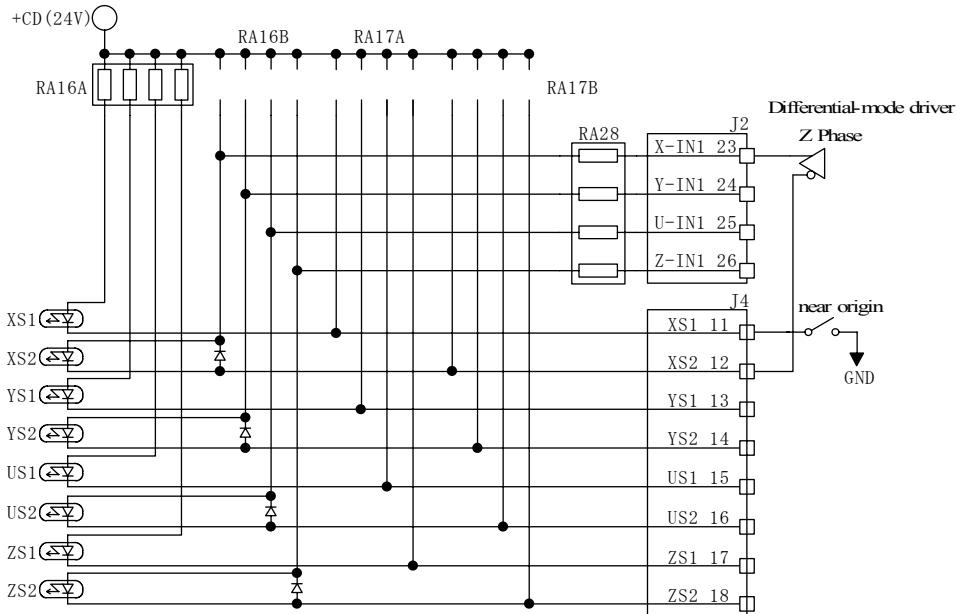 +CD(24V)
RA16B
RA17A
RA16A
RA17B
Differential-mode driver
Z Phase
J2
RA28
X-IN1 23
Y-IN1 24
U-IN1 25
Z-IN1 26
J4
near origin
XS1
XS1 11
XS2
XS2 12
GND
YS1
YS1 13
YS2
YS2 14
US1
US1 15
US2
US2 16
ZS1
ZS1 17
ZS2
ZS2 18